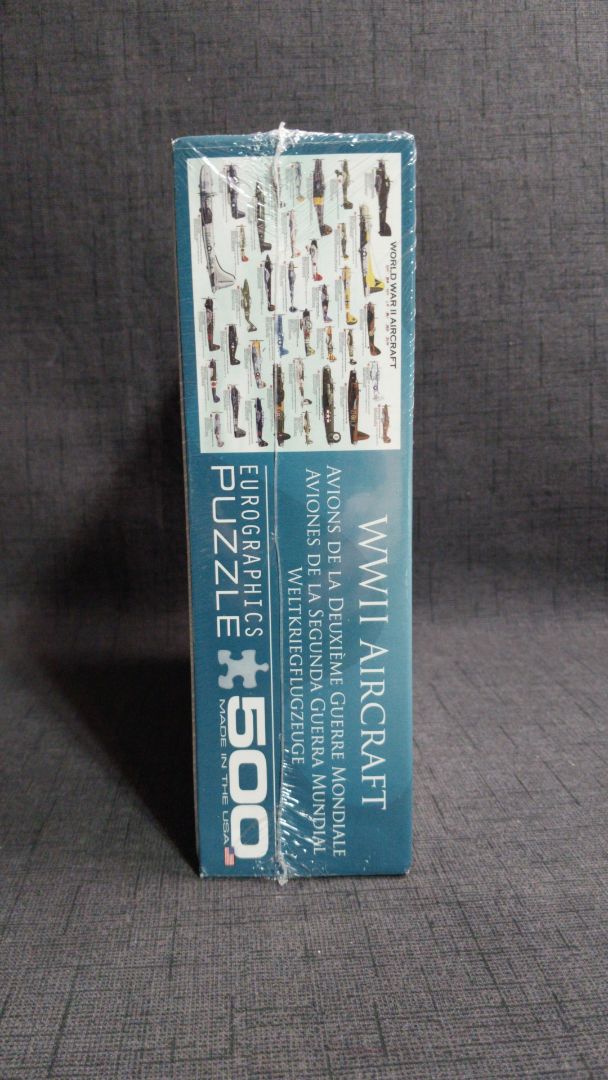 WORLD WAR II AIRCRAFT
WWII AIRCRAFT
AVIONS DE LA DEUXIÈME GUERRE MONDIALE
AVIONES DE LA SEGUNDA GUERRA MUNDIAL
WELTKRIEGFLUGZEUGE
EUROGRAPHICS
PUZZLE
500
MADE IN THE USA